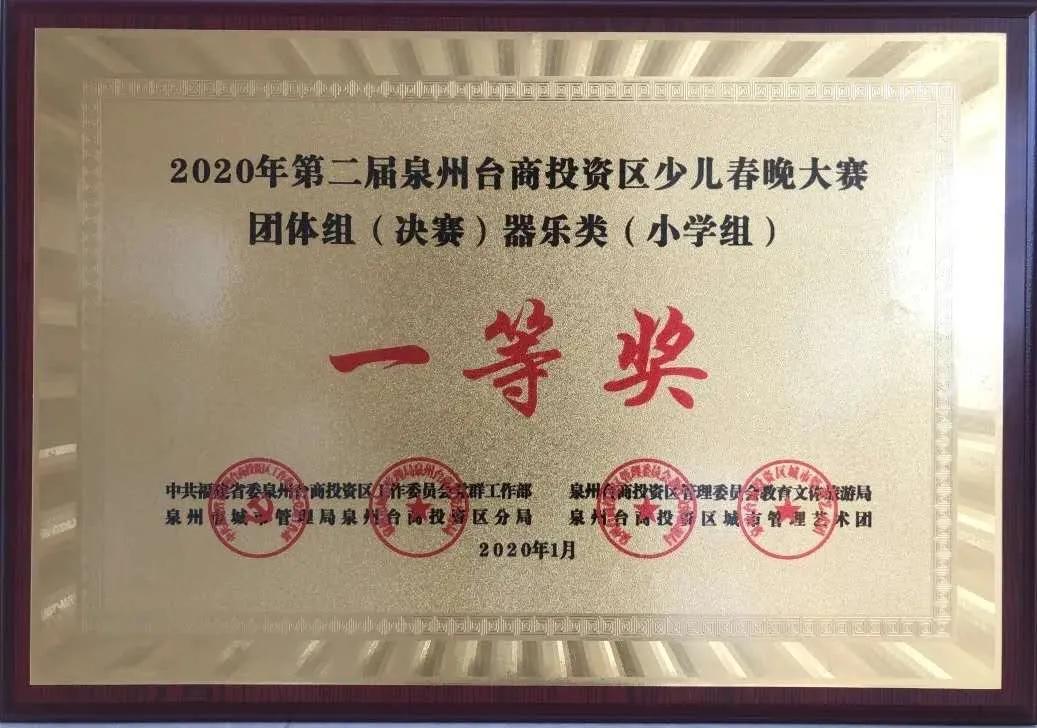 2020年第二届泉州台商投资区少儿春晚大赛
团体组（决赛）器乐类（小学组）
一等奖
中共福建省委泉州台商投资区工作委员会党群工作部
泉州台商投资区管理委员会教育文体旅游局
泉州市城市管理局泉州台商投资区分局
泉州台商投资区城市管理艺术团
2020年1月